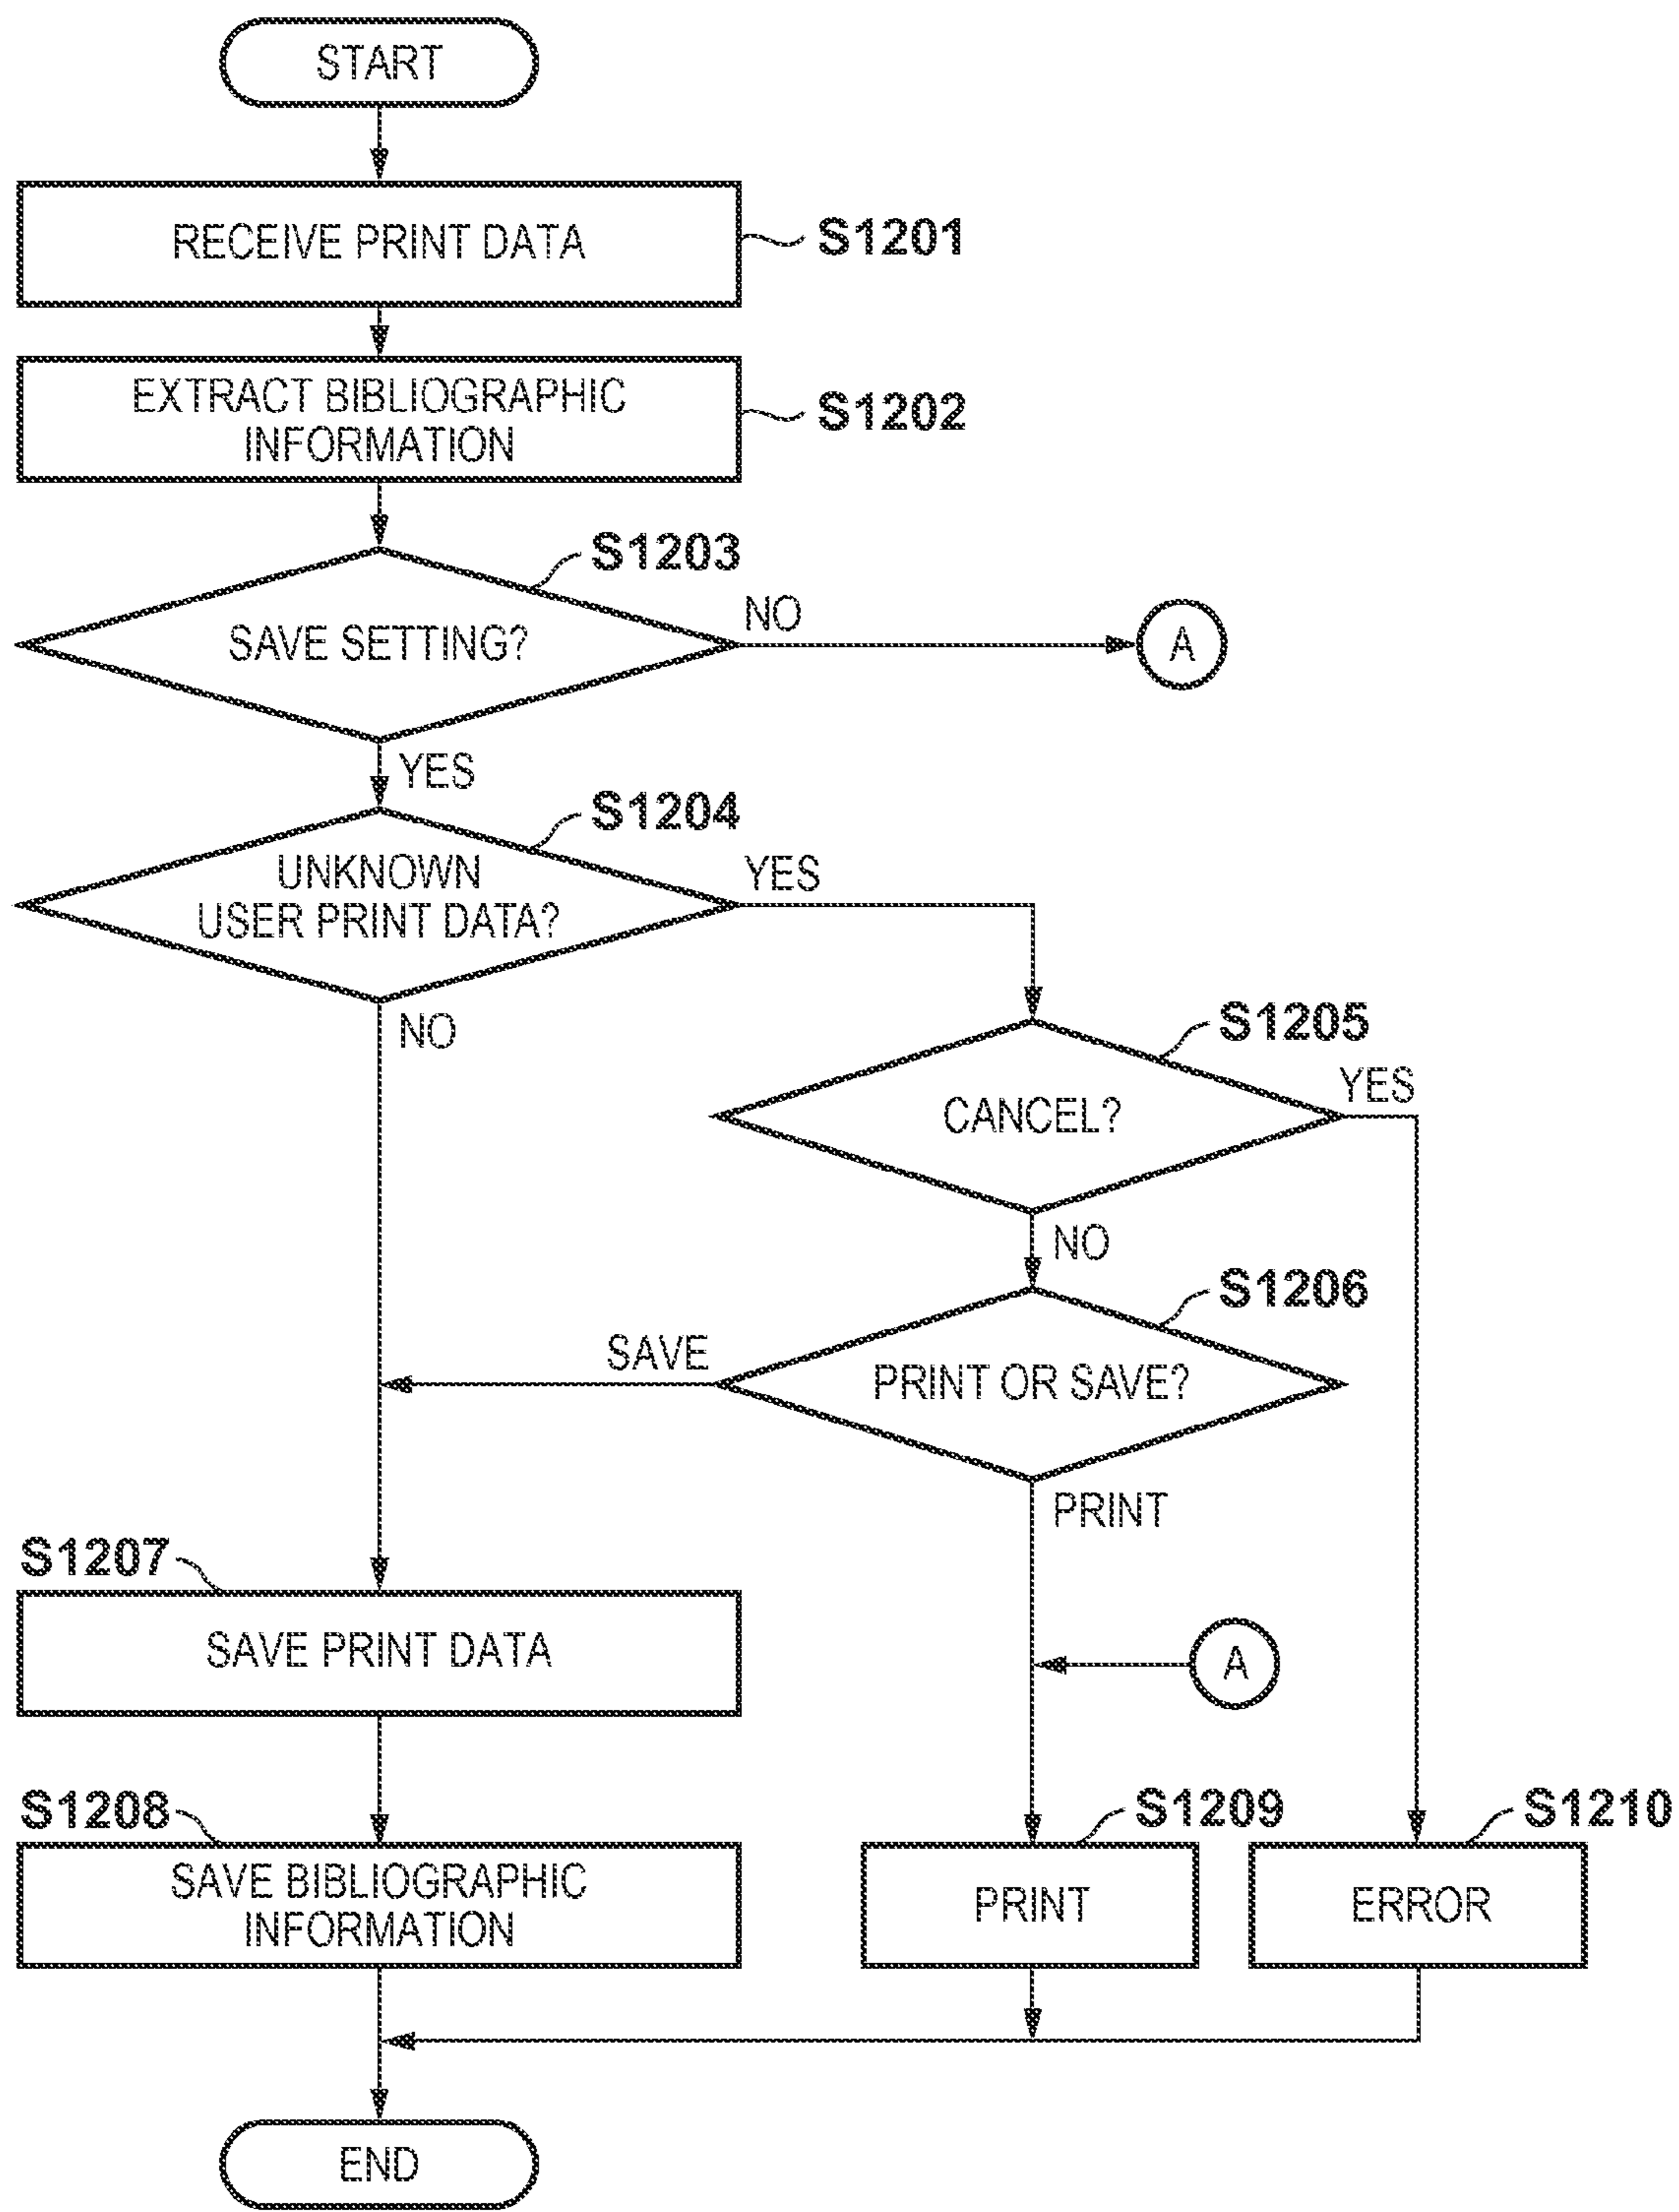 START
RECEIVE PRINT DATA
S1201
EXTRACT BIBLIOGRAPHIC
INFORMATION
S1202
S1203
SAVE SETTING?
NO
A
YES
S1204
UNKNOWN
USER PRINT DATA?
YES
NO
S1205
CANCEL?
YES
NO
S1206
PRINT OR SAVE?
SAVE
PRINT
S1207
SAVE PRINT DATA
A
S1208
SAVE BIBLIOGRAPHIC
INFORMATION
S1209
PRINT
S1210
ERROR
END